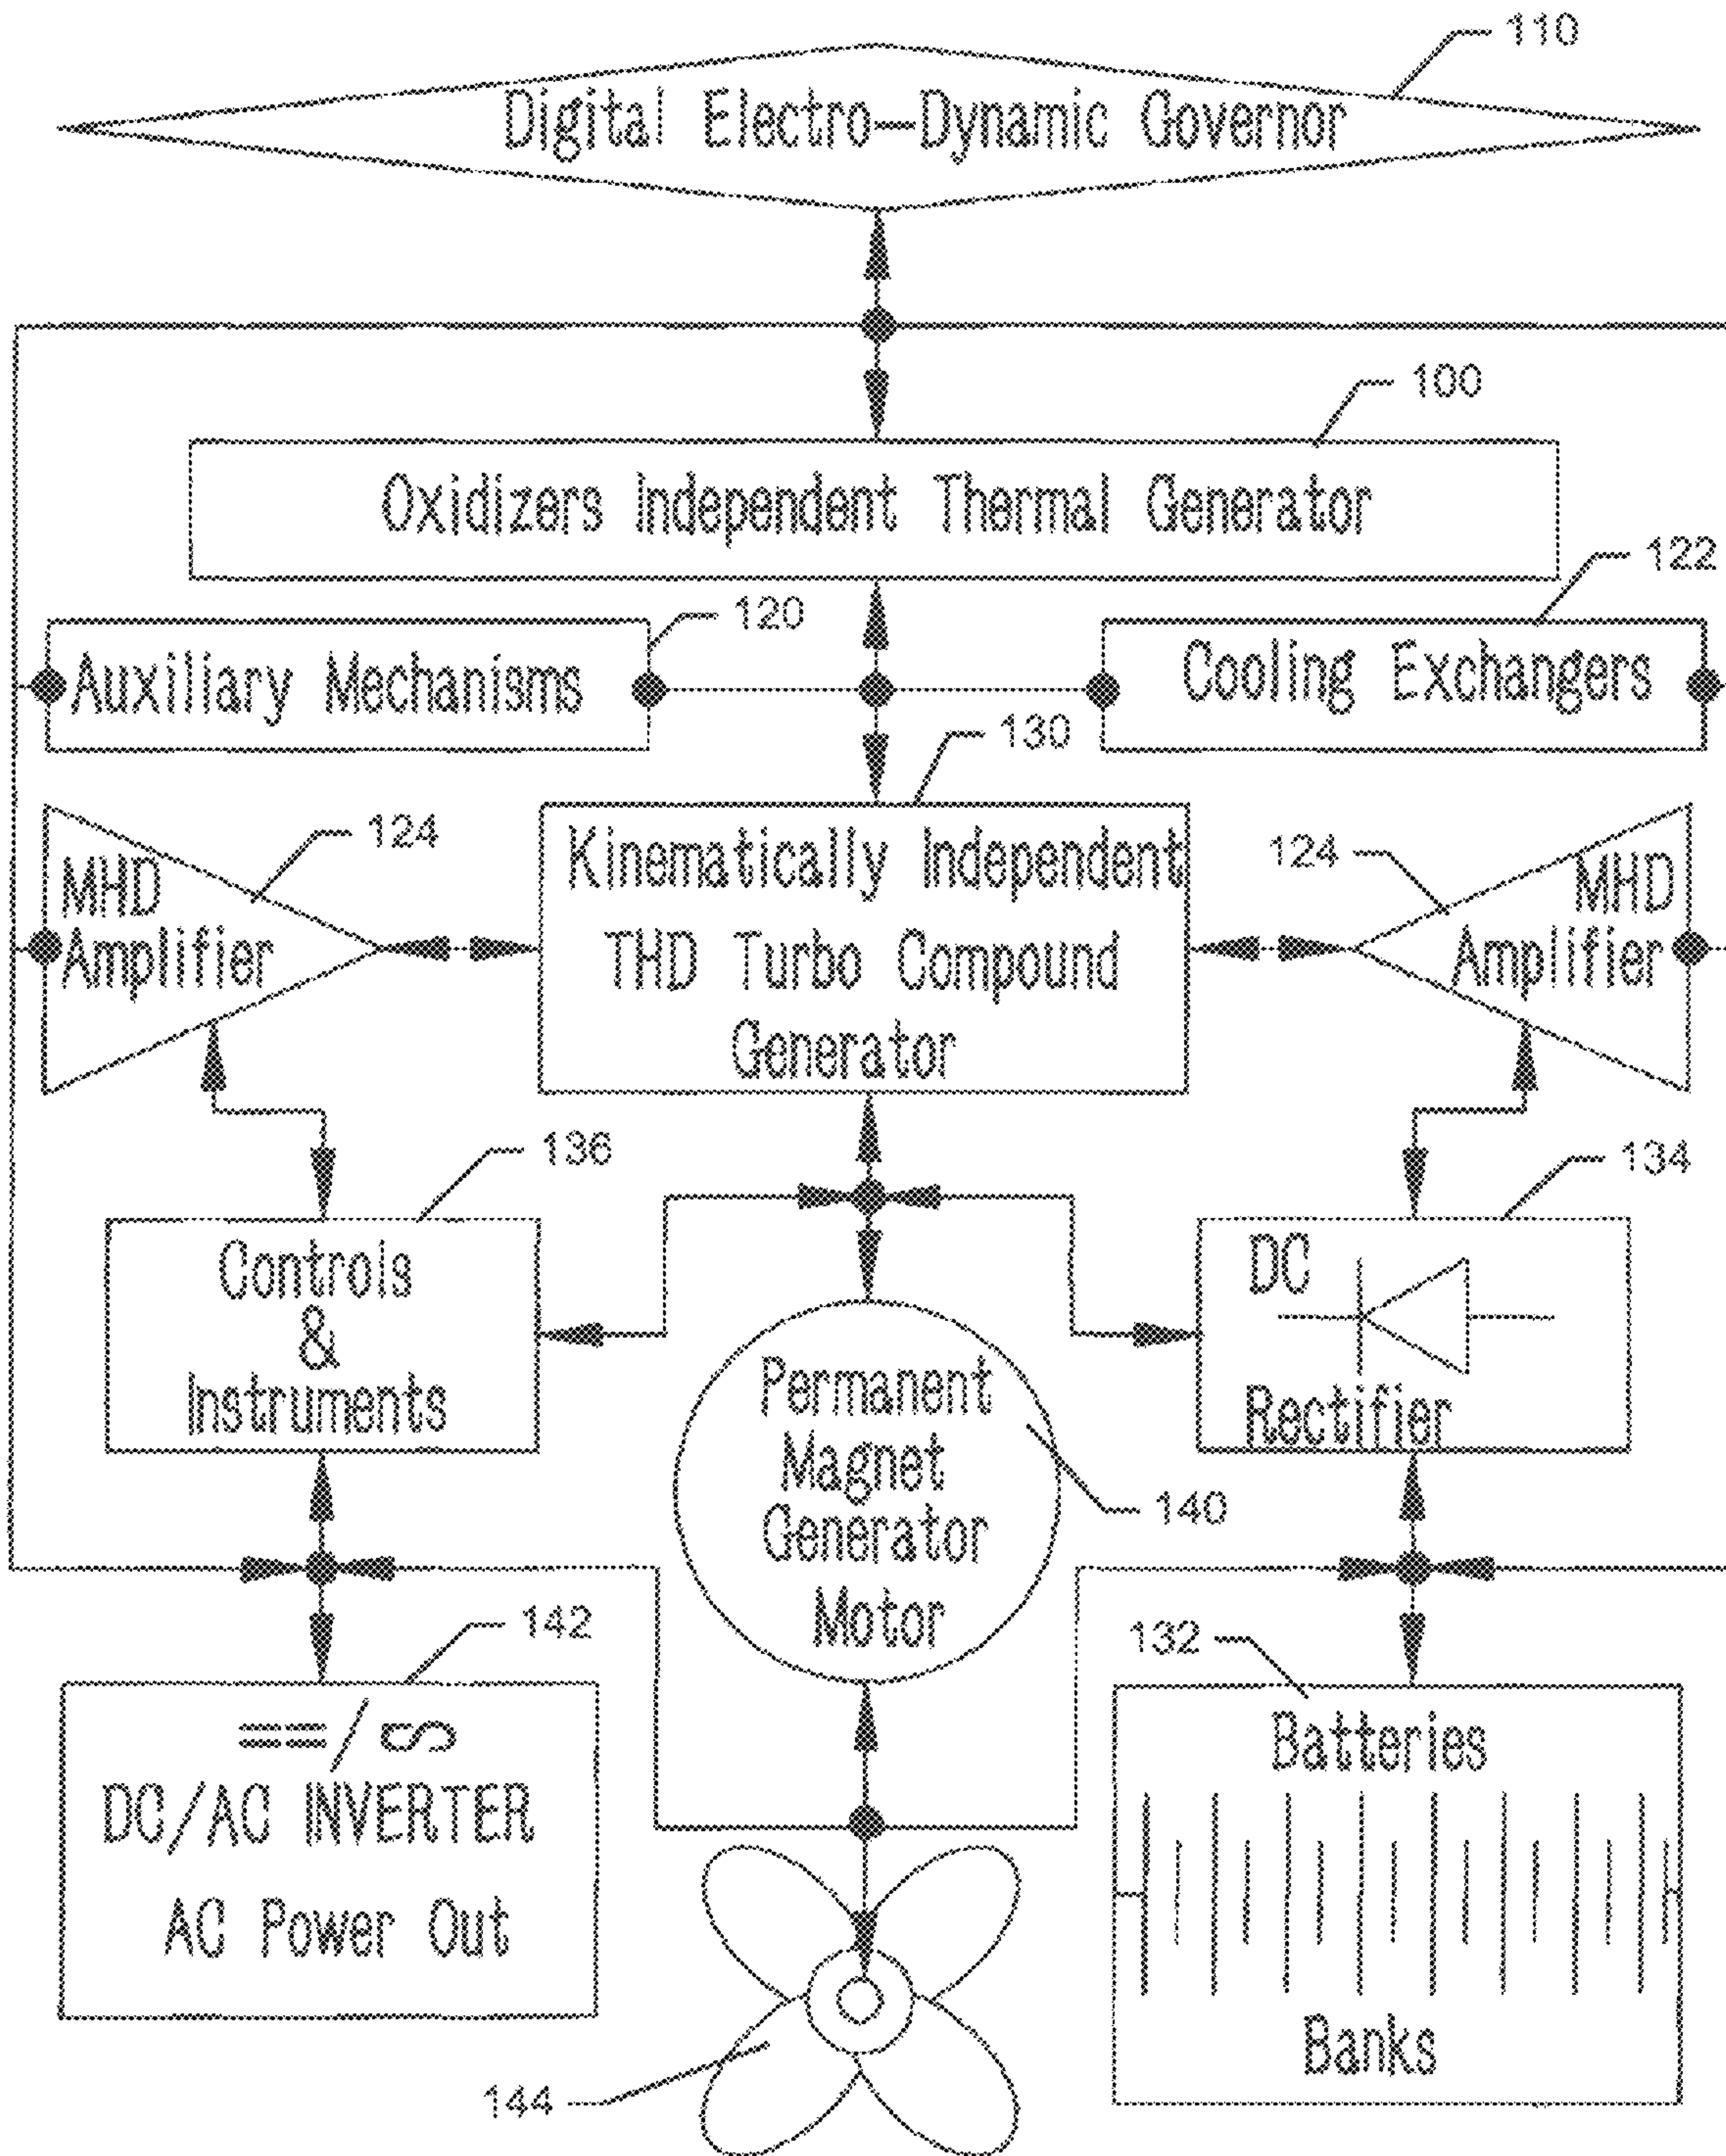 110
Digital Electro—Dynamic Governor
100
Oxidizers Independent Thermal Generator
122
120
Auxiliary Mechanisms
Cooling Exchangers
130
124
MHD
Amplifier
Kinematically Independent
THD Turbo Compound
Generator
124
MHD
Amplifier
136
134
Controls
&
Instruments
DC
Rectifier
Permanent
Magnet
Generator
Motor
140
142
132
DC/AC INVERTER
AC Power Out
Batteries
Banks
144